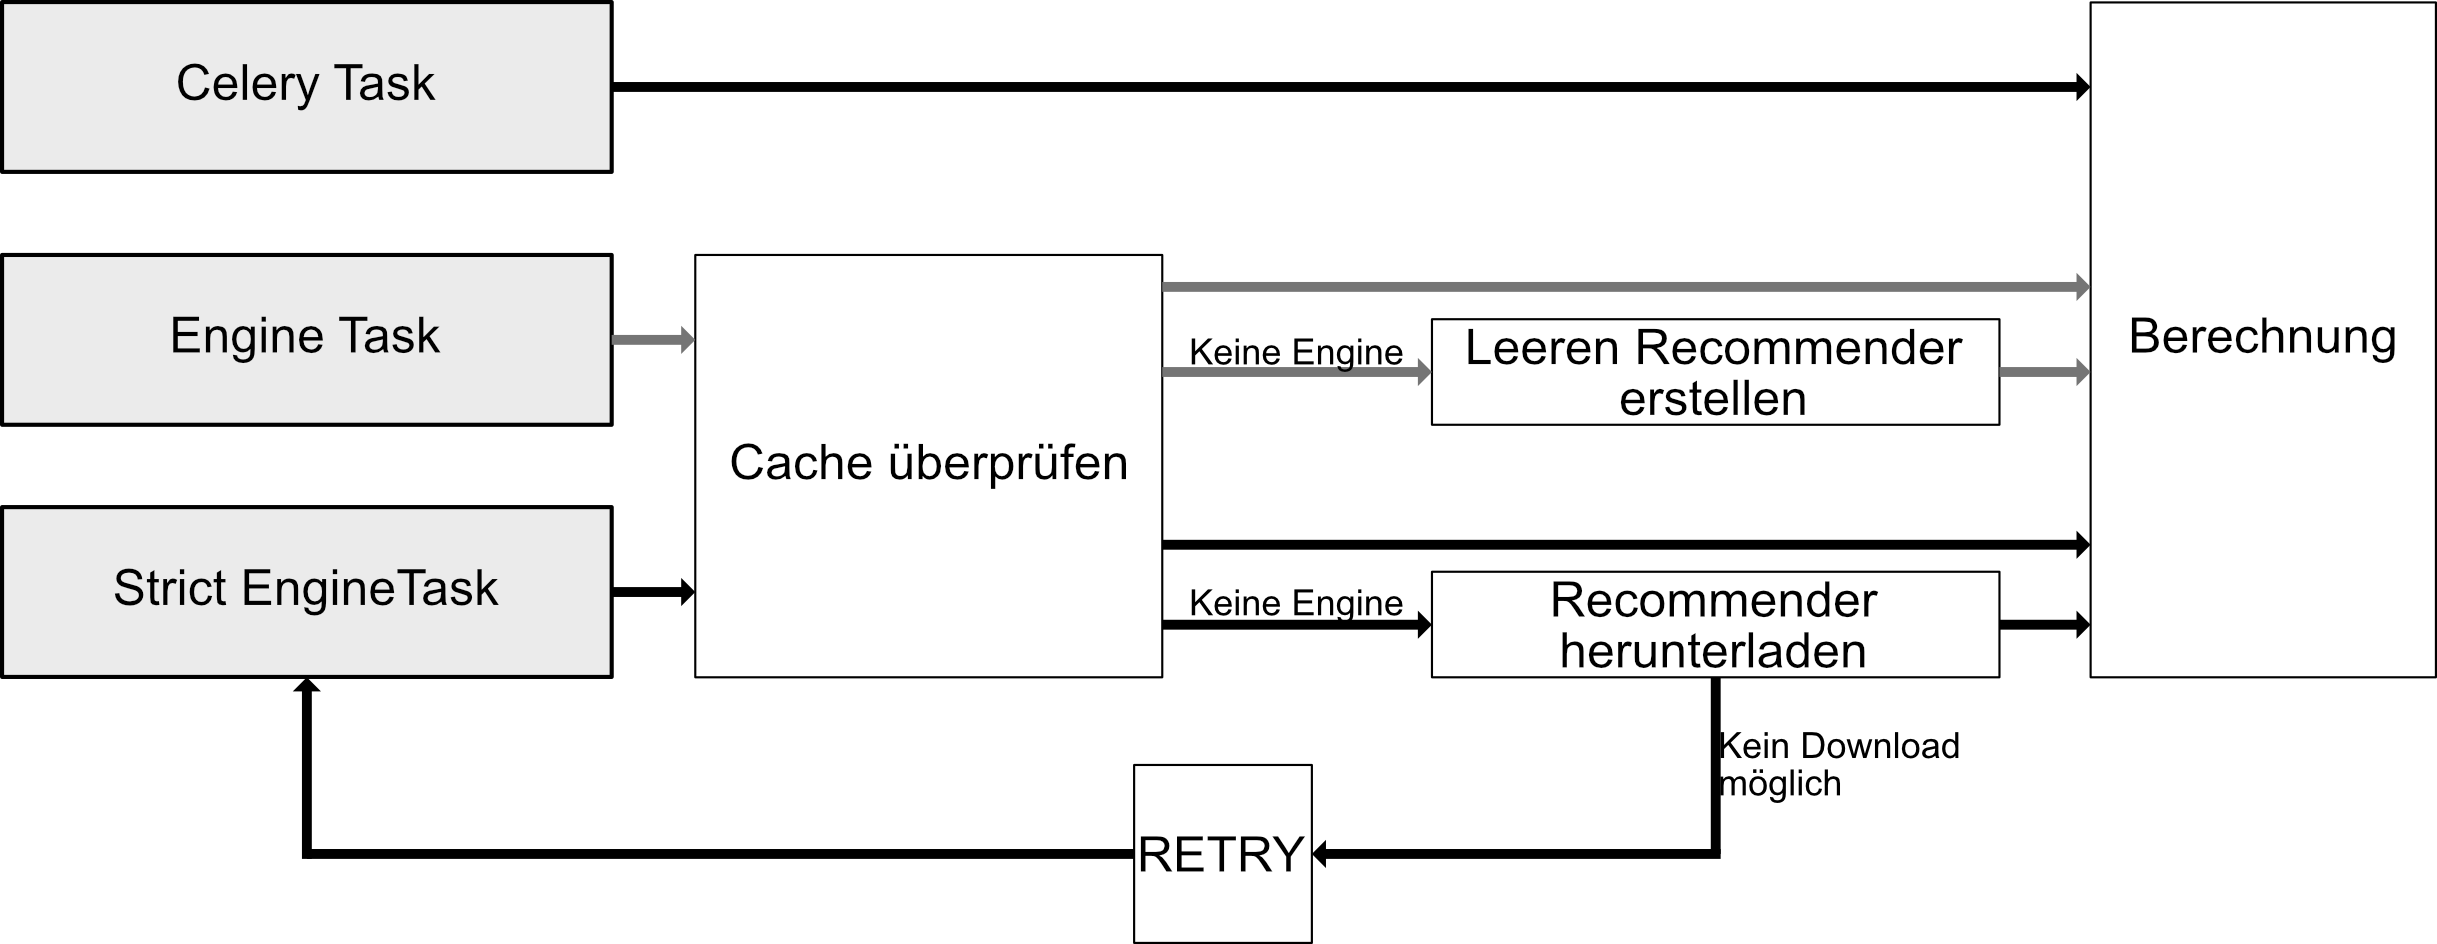 Celery Task
Engine Task
Keine Engine
Leeren Recommender
erstellen
Berechnung
Cache überprüfen
Strict EngineTask
Keine Engine
Recommender
herunterladen
Kein Download
möglich
RETRY